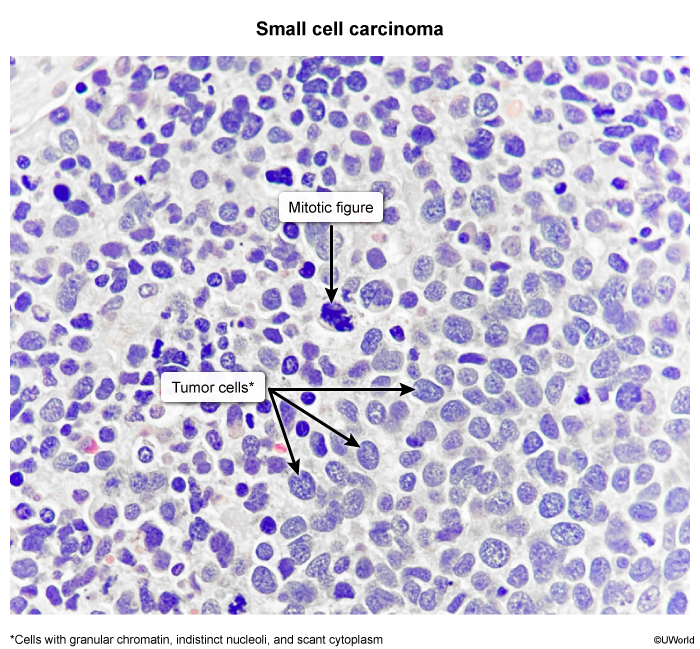 Small cell carcinoma
Mitotic figure
Tumor cells*
*Cells with granular chromatin, indistinct nucleoli, and scant cytoplasm
©UWorld